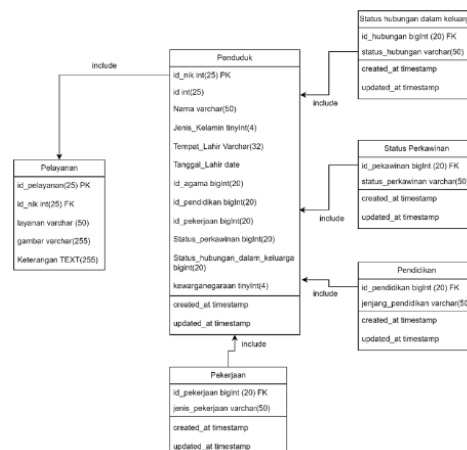 Status hubungan dalam keluarga
id_hubungan bigInt (20) FK
status_hubungan varchar(50)
created_at timestamp
updated_at timestamp
include
include
Penduduk
id_nik int(25) PK
id int(25)
Nama varchar(50)
Jenis_Kelamin tinyInt(4)
Tempat_Lahir Varchar(32)
Tanggal_Lahir date
Id_agama bigInt(20)
id_pendidikan bigInt(20)
id_pekerjaan bigInt(20)
Status_perkawinan bigInt(20)
Status_hubungan_dalam_keluarga
bigInt(20)
kewarganegaraan tinyInt(4)
created_at timestamp
updated_at timestamp
Pelayanan
id_pelayanan(25) PK
id_nik int(25) FK
layanan varchar (50)
gambar varchar(255)
Keterangan TEXT(255)
Status Perkawinan
id_pekawinan bigInt (20) FK
status_perkawinan varchar(50)
created_at timestamp
updated_at timestamp
include
Pendidikan
id_pendidikan bigInt (20) FK
jenjang_pendidikan varchar(50)
created_at timestamp
updated_at timestamp
include
include
Pekerjaan
id_pekerjaan bigInt (20) FK
jenis_pekerjaan varchar(50)
created_at timestamp
updated_at timestamp